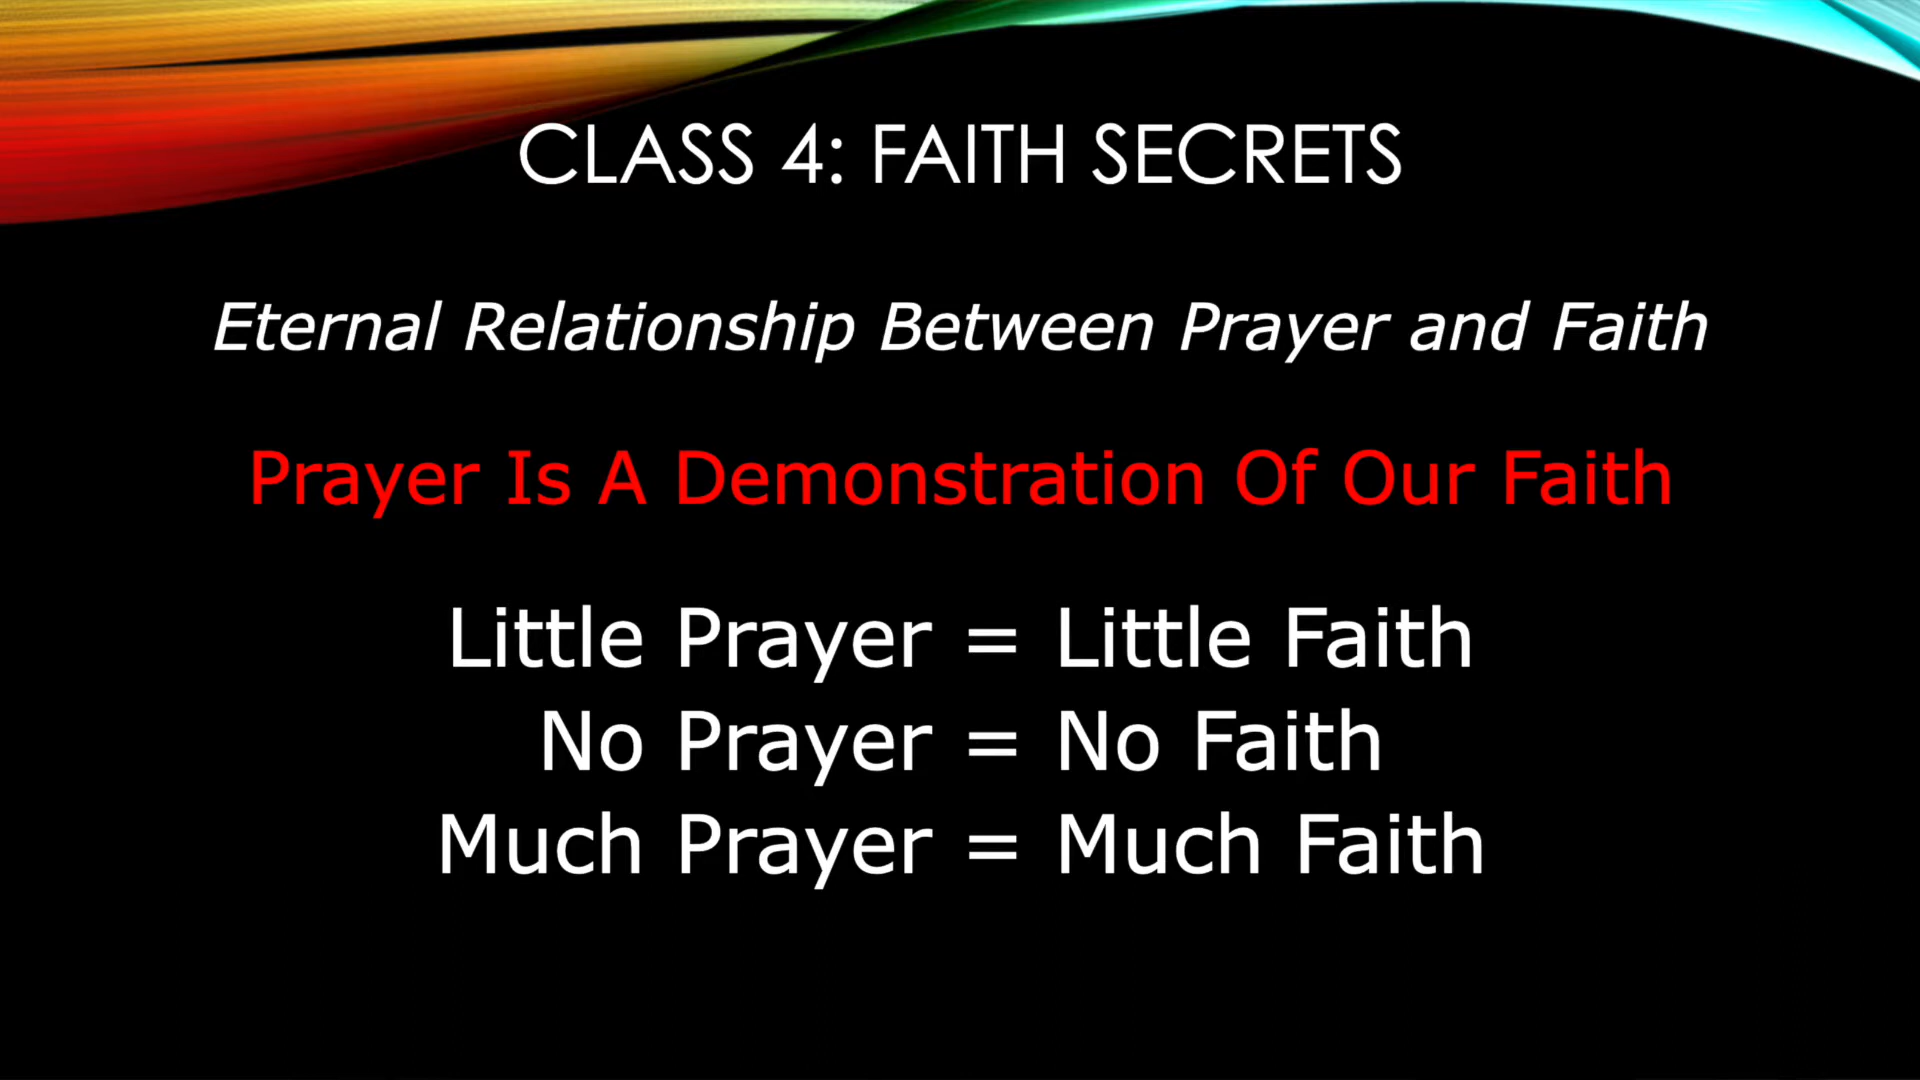 CLASS 4: FAITH SECRETS
Eternal Relationship Between Prayer and Faith
Prayer Is A Demonstration Of Our Faith
Little Prayer = Little Faith
No Prayer = No Faith
Much Prayer = Much Faith